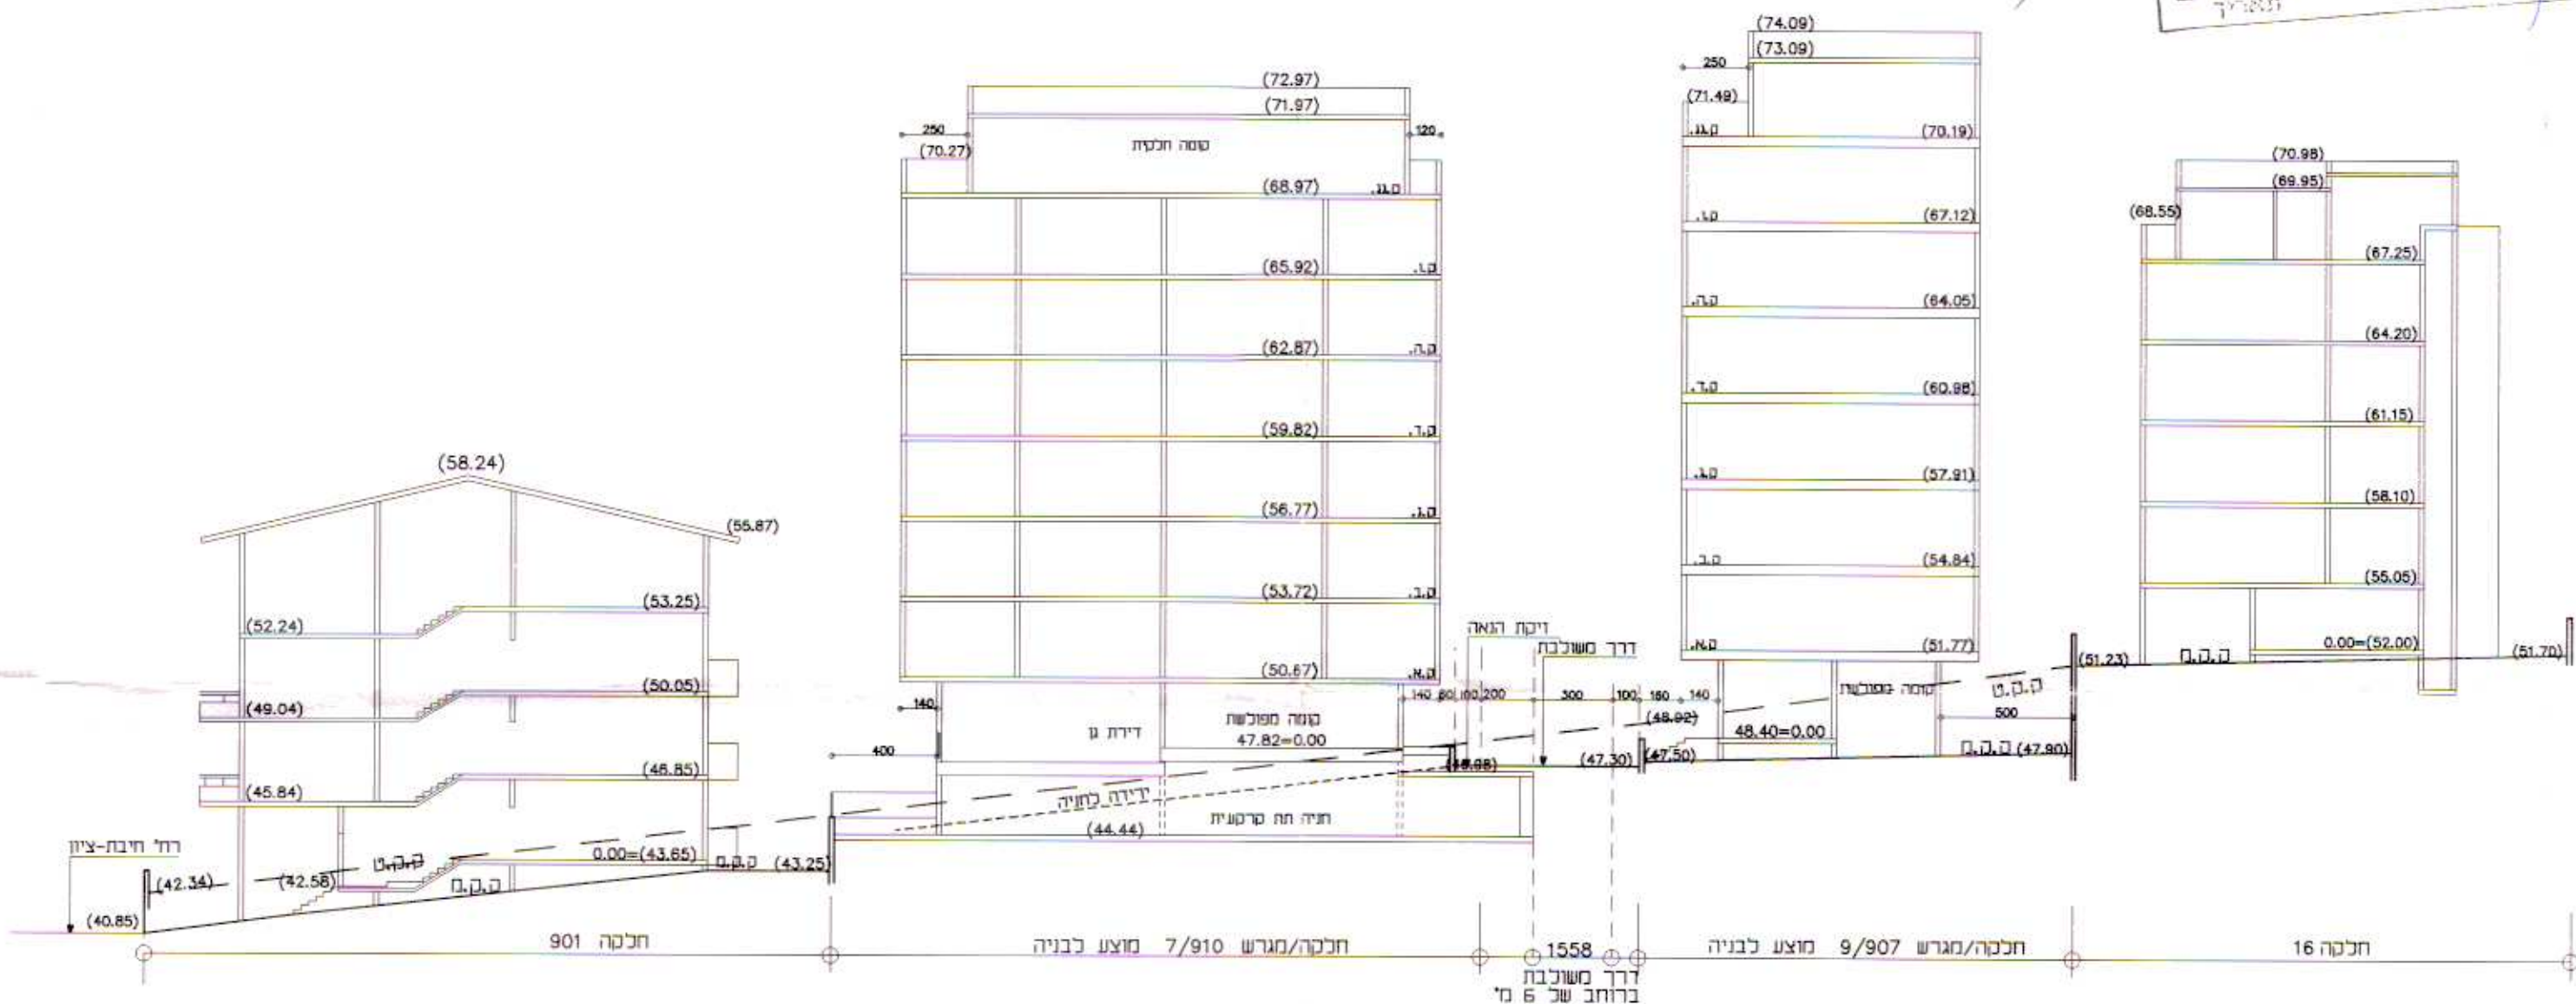 תאריך
(58.24)
(55.87)
(53.25)
(52.24)
(50.05)
(49.04)
(46.85)
(45.84)
רח' חיבת-ציון
(42.34)
ק.ק.ט
0.00=(43.65)
ק.ק.מ
(43.25)
(42.58)
ק.ק.מ
(40.85)
(72.97)
(71.97)
250
120
(70.27)
קומה חלקית
(68.97)
ק.גג.
(65.92)
ק.ו.
(62.87)
ק.ה.
(59.82)
ק.ד.
(56.77)
ק.ג.
(53.72)
ק.ב.
(50.67)
ק.א.
140
400
דירת גן
קומה מפולשת
47.82=0.00
ירידה לחניה
חניה תת קרקעית
(44.44)
זיקת הנאה
דרך משולבת
140 80 100 200
300
100
160
140
(47.30)
(74.09)
(73.09)
250
(71.49)
ק.גג.
(70.19)
ק.ו.
(67.12)
ק.ה.
(64.05)
ק.ד.
(60.98)
ק.ג.
(57.91)
ק.ב.
(54.84)
ק.א.
(51.77)
קומה מפולשת
ק.ק.ט
(48.92)
500
48.40=0.00
(47.50)
ק.ק.מ (47.90)
(70.98)
(69.95)
(68.55)
(67.25)
(64.20)
(61.15)
(58.10)
(55.05)
0.00=(52.00)
(51.23)
ק.ק.מ
(51.70)
חלקה 901
חלקה/מגרש 7/910 מוצע לבניה
1558
דרך משולבת
ברוחב של 6 מ'
חלקה/מגרש 9/907 מוצע לבניה
חלקה 16